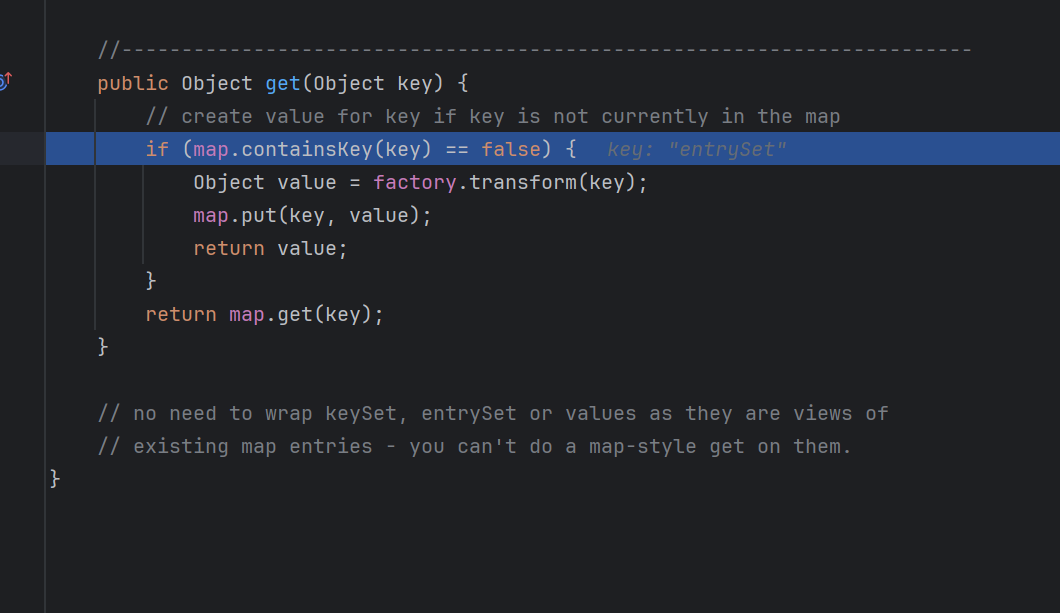 //-----------------------------------------------------------------------
public Object get(Object key) {
// create value for key if key is not currently in the map
if (map.containsKey(key) == false) { key: "entrySet"
Object value = factory.transform(key);
map.put(key, value);
return value;
}
return map.get(key);
}
// no need to wrap keySet, entrySet or values as they are views of
// existing map entries - you can't do a map-style get on them.
}